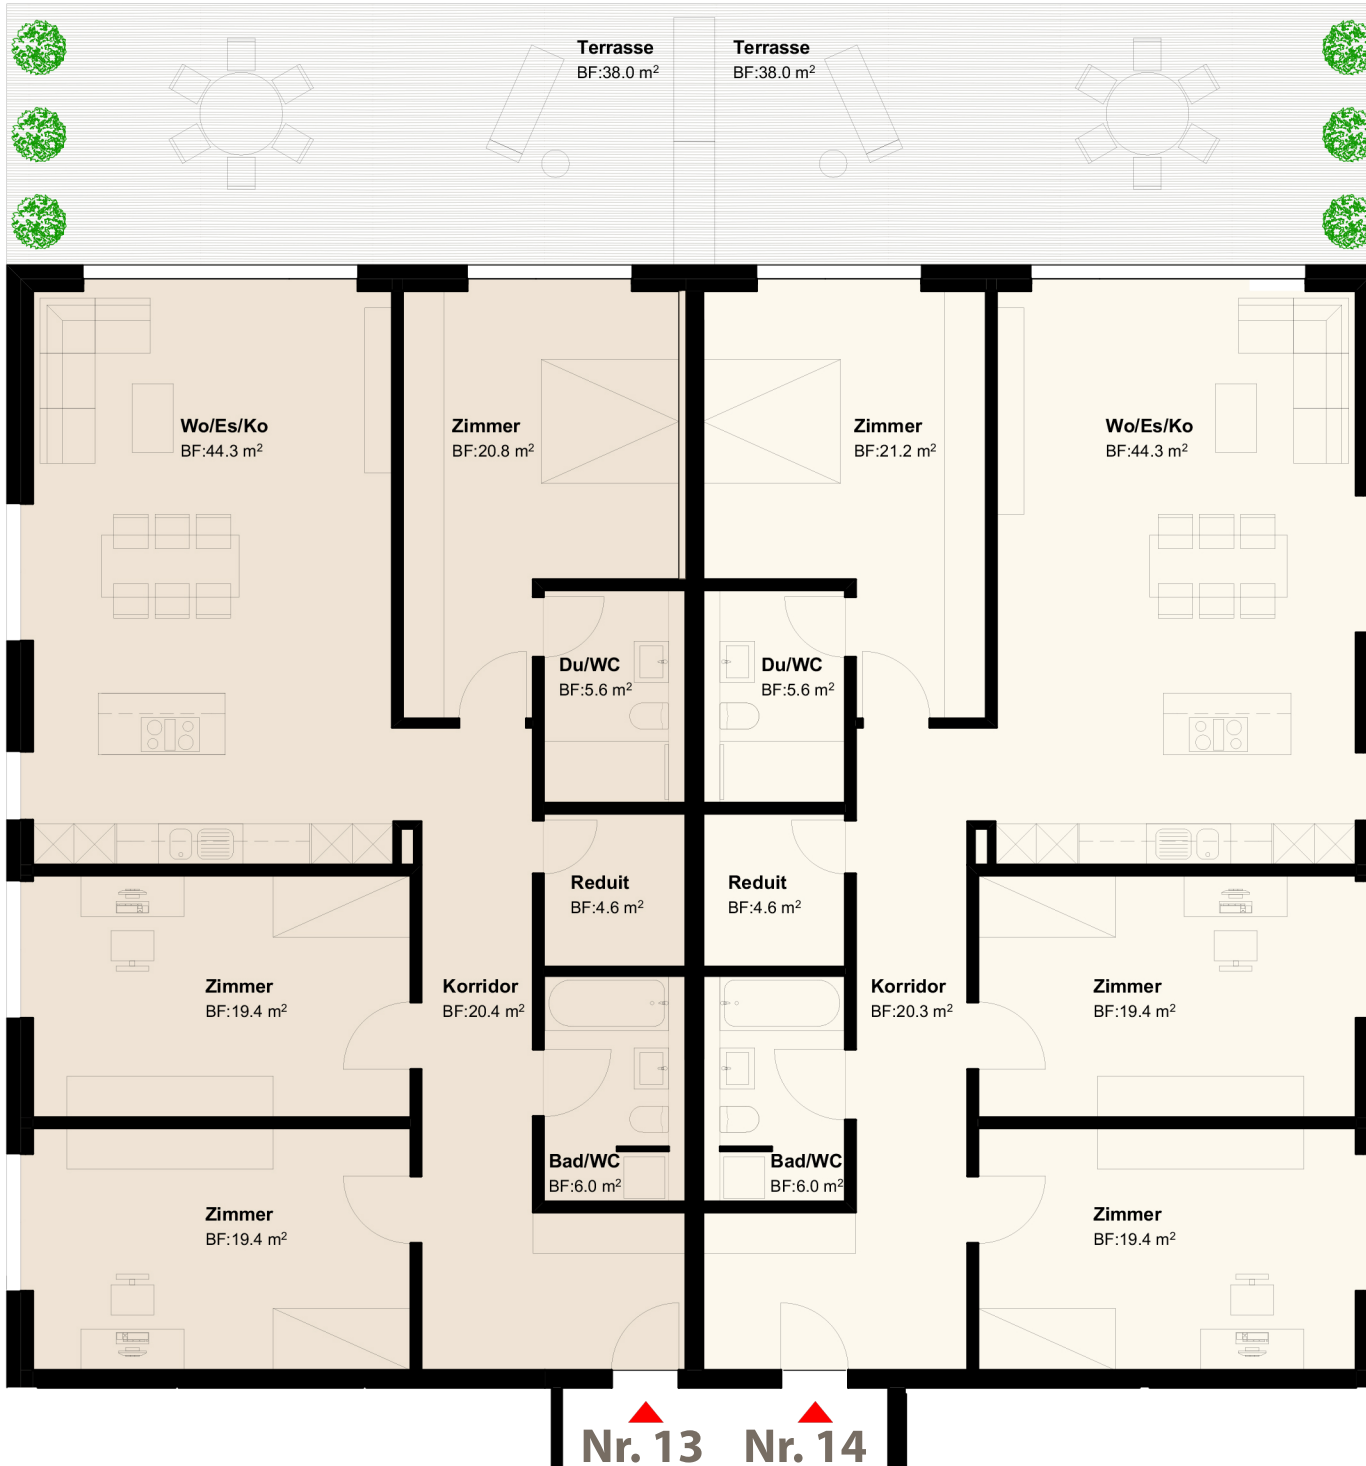 Terrasse
BF:38.0 m²
Terrasse
BF:38.0 m²
Wo/Es/Ko
BF:44.3 m²
Zimmer
BF:20.8 m²
Zimmer
BF:21.2 m²
Wo/Es/Ko
BF:44.3 m²
Du/WC
BF:5.6 m²
Du/WC
BF:5.6 m²
Reduit
BF:4.6 m²
Reduit
BF:4.6 m²
Zimmer
BF:19.4 m²
Korridor
BF:20.4 m²
Korridor
BF:20.3 m²
Zimmer
BF:19.4 m²
Bad/WC
BF:6.0 m²
Bad/WC
BF:6.0 m²
Zimmer
BF:19.4 m²
Zimmer
BF:19.4 m²
Nr. 13
Nr. 14